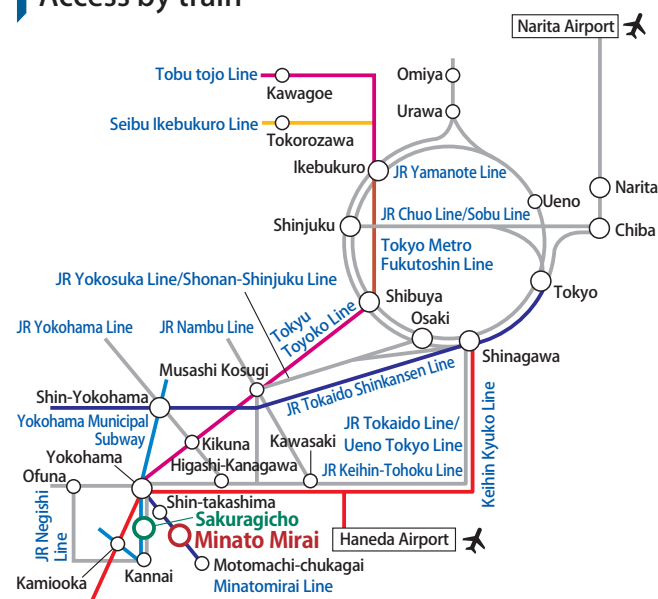 Access by train
Narita Airport
Tobu tojo Line
Kawagoe
Omiya
Seibu Ikebukuro Line
Tokorozawa
Urawa
Ikebukuro
JR Yamanote Line
Narita
Ueno
Shinjuku
JR Chuo Line/Sobu Line
Chiba
Tokyo Metro
Fukutoshin Line
JR Yokosuka Line/Shonan-Shinjuku Line
Tokyo
Shibuya
Osaki
JR Yokohama Line
JR Nambu Line
Tokyu
Toyoko Line
Shinagawa
Musashi Kosugi
JR Tokaido Shinkansen Line
Shin-Yokohama
Yokohama Municipal
Subway
JR Tokaido Line/
Ueno Tokyo Line
Keihin Kyuko Line
Kikuna
Kawasaki
Yokohama
Higashi-Kanagawa
JR Keihin-Tohoku Line
Ofuna
Shin-takashima
Sakuragicho
JR Negishi
Line
Minato Mirai
Haneda Airport
Motomachi-chukagai
Kamiooka
Kannai
Minatomirai Line